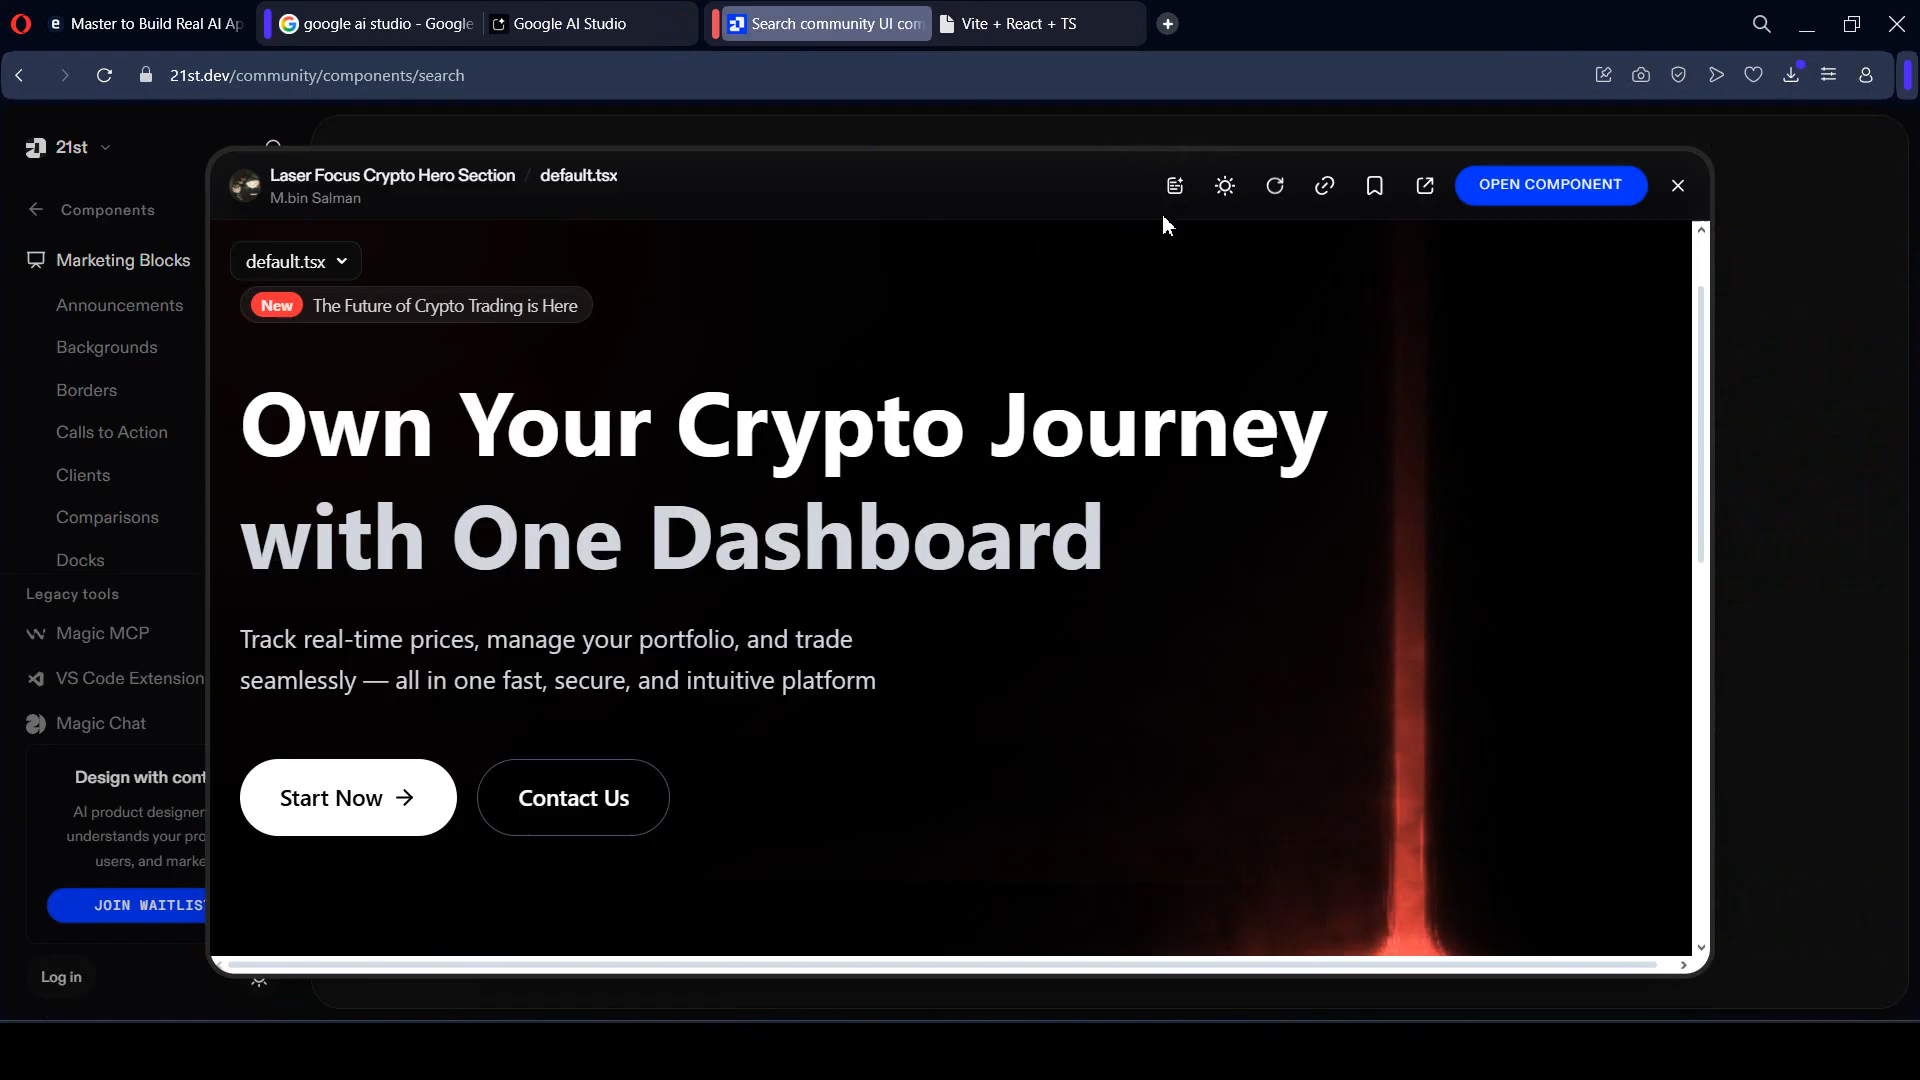 Master to Build Real AI Ap
google ai studio - Google
Google AI Studio
Search community UI com
Vite + React + TS
21st.dev/community/components/search
21st
Components
Marketing Blocks
Announcements
Backgrounds
Borders
Calls to Action
Clients
Comparisons
Docks
Legacy tools
Magic MCP
VS Code Extension
Magic Chat
Design with cont
AI product designer
understands your pro
users, and marke
JOIN WAITLIST
Log in
Laser Focus Crypto Hero Section / default.tsx
M.bin Salman
OPEN COMPONENT
default.tsx
New The Future of Crypto Trading is Here
Own Your Crypto Journey
with One Dashboard
Track real-time prices, manage your portfolio, and trade
seamlessly — all in one fast, secure, and intuitive platform
Start Now →
Contact Us